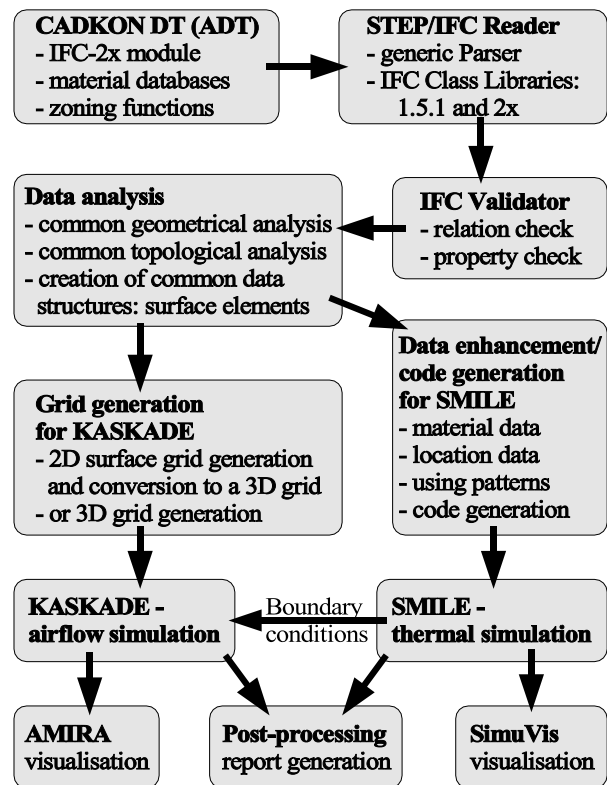 CADKON DT (ADT)
- IFC-2x module
- material databases
- zoning functions
STEP/IFC Reader
- generic Parser
- IFC Class Libraries:
1.5.1 and 2x
IFC Validator
- relation check
- property check
Data analysis
- common geometrical analysis
- common topological analysis
- creation of common data
structures: surface elements
Data enhancement/
code generation
for SMILE
- material data
- location data
- using patterns
- code generation
Grid generation
for KASKADE
- 2D surface grid generation
and conversion to a 3D grid
- or 3D grid generation
KASKADE -
airflow simulation
Boundary
conditions
SMILE -
thermal simulation
AMIRA
visualisation
Post-processing
report generation
SimuVis
visualisation